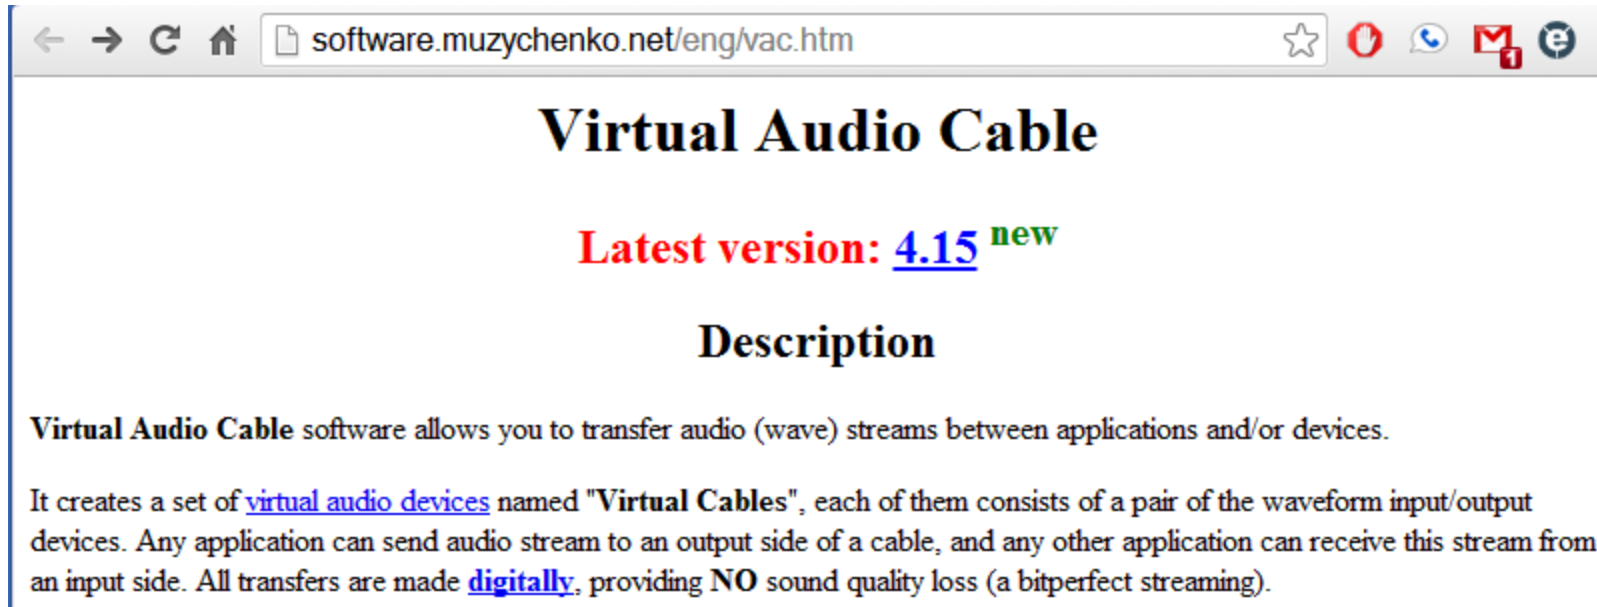 software.muzychenko.net/eng/vac.htm
1
Virtual Audio Cable
Latest version: 4.15 new
Description
Virtual Audio Cable software allows you to transfer audio (wave) streams between applications and/or devices.
It creates a set of virtual audio devices named "Virtual Cables", each of them consists of a pair of the waveform input/output
devices. Any application can send audio stream to an output side of a cable, and any other application can receive this stream from
an input side. All transfers are made digitally, providing NO sound quality loss (a bitperfect streaming).